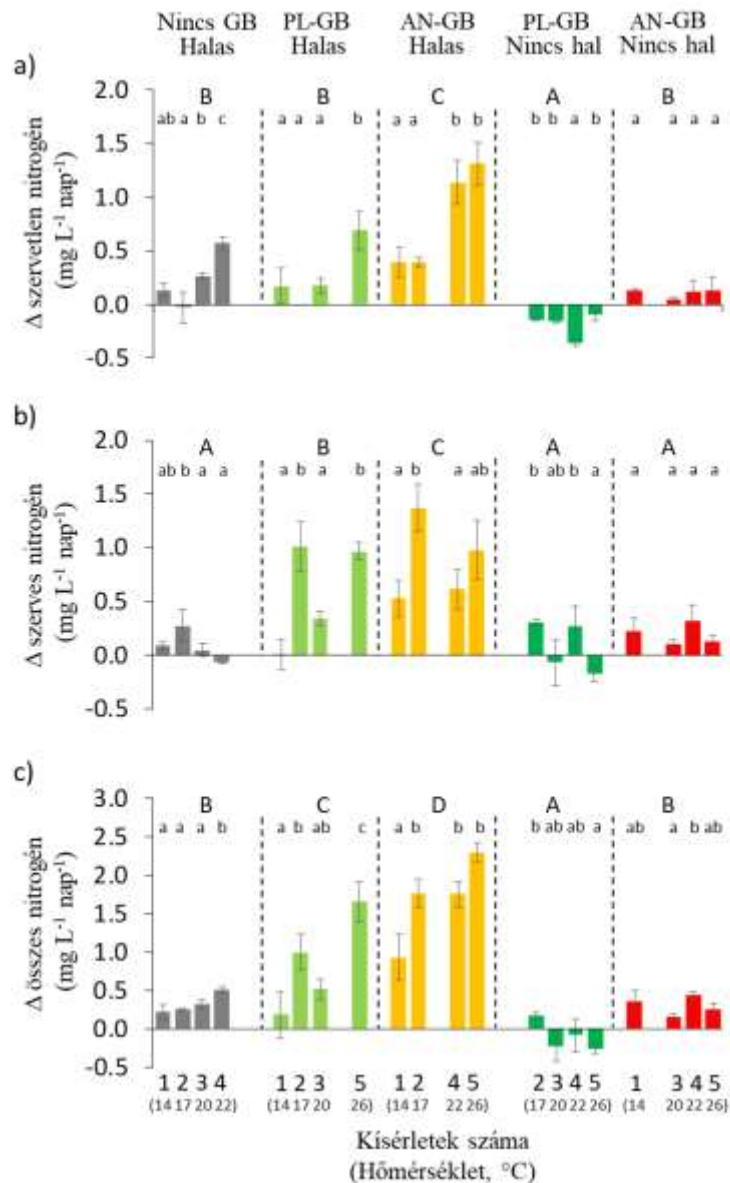 Nincs GB PL-GB AN-GB PL-GB AN-GB
Halas Halas Halas Nincs hal Nincs hal
a)
Δ szervetlen nitrogén
(mg L⁻¹ nap⁻¹)
2.0
1.5
1.0
0.5
0.0
-0.5
B B C A B
ab a b c a a a b a a b b b b a b a a a a
b)
Δ szerves nitrogén
(mg L⁻¹ nap⁻¹)
2.0
1.5
1.0
0.5
0.0
-0.5
A B C A A
ab b a a a b a b a b a ab b ab b a a a a a
c)
Δ összes nitrogén
(mg L⁻¹ nap⁻¹)
3.0
2.5
2.0
1.5
1.0
0.5
0.0
-0.5
B C D A B
a a a b a b ab c a b b b b ab ab a ab a b ab
1 2 3 4 1 2 3 5 1 2 4 5 2 3 4 5 1 3 4 5
(14 17 20 22) (14 17 20 26) (14 17 22 26) (17 20 22 26) (14 20 22 26)
Kísérletek száma
(Hőmérséklet, °C)